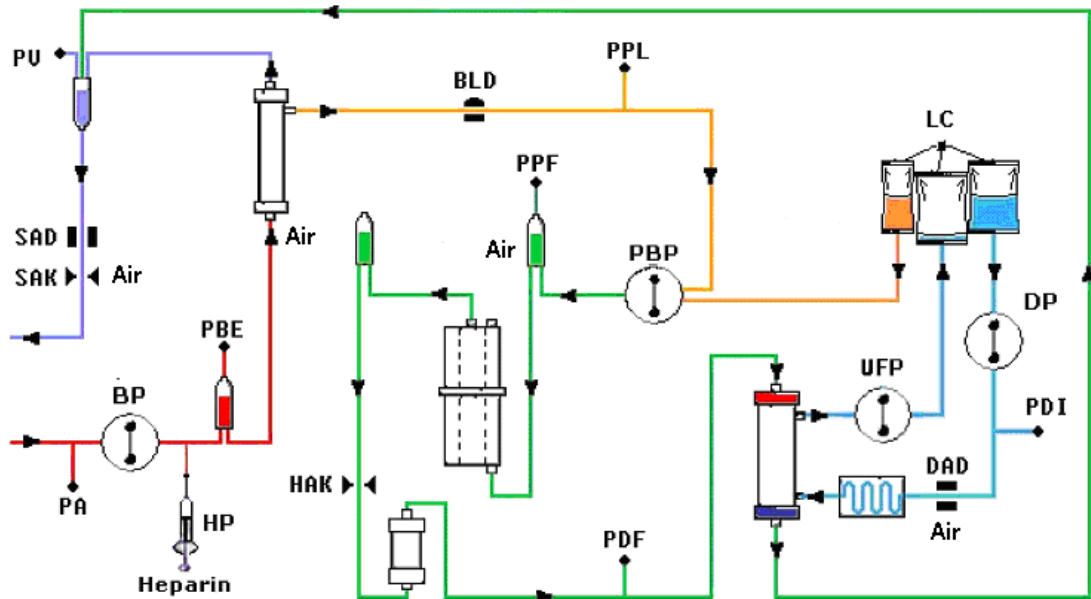 PV
PPL
BLD
LC
PPF
SAD
Air
Air
PBP
SAK
Air
DP
PBE
UFP
BP
PDI
HAK
DAD
PA
HP
Air
PDF
Heparin